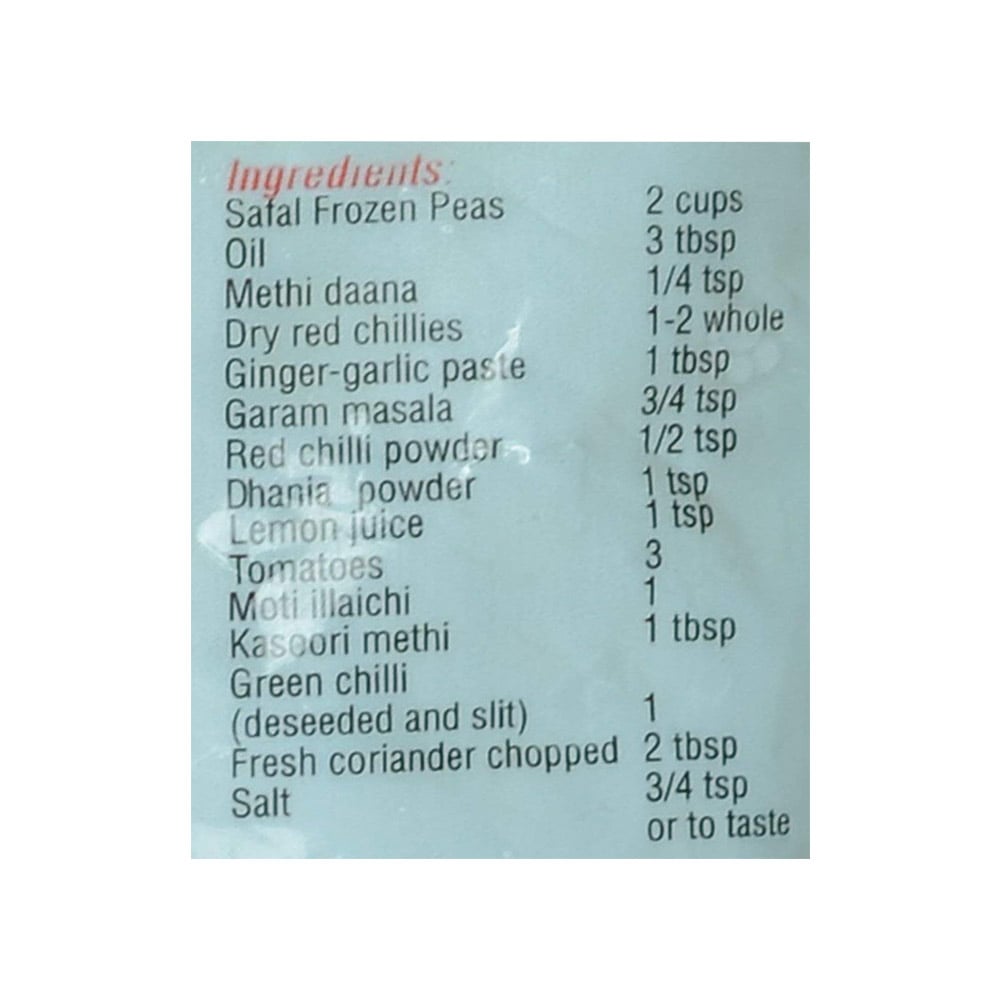 Ingredients:
Safal Frozen Peas 2 cups
Oil 3 tbsp
Methi daana 1/4 tsp
Dry red chillies 1-2 whole
Ginger-garlic paste 1 tbsp
Garam masala 3/4 tsp
Red chilli powder 1/2 tsp
Dhania powder 1 tsp
Lemon juice 1 tsp
Tomatoes 3
Moti illaichi 1
Kasoori methi 1 tbsp
Green chilli
(deseeded and slit) 1
Fresh coriander chopped 2 tbsp
Salt 3/4 tsp
or to taste